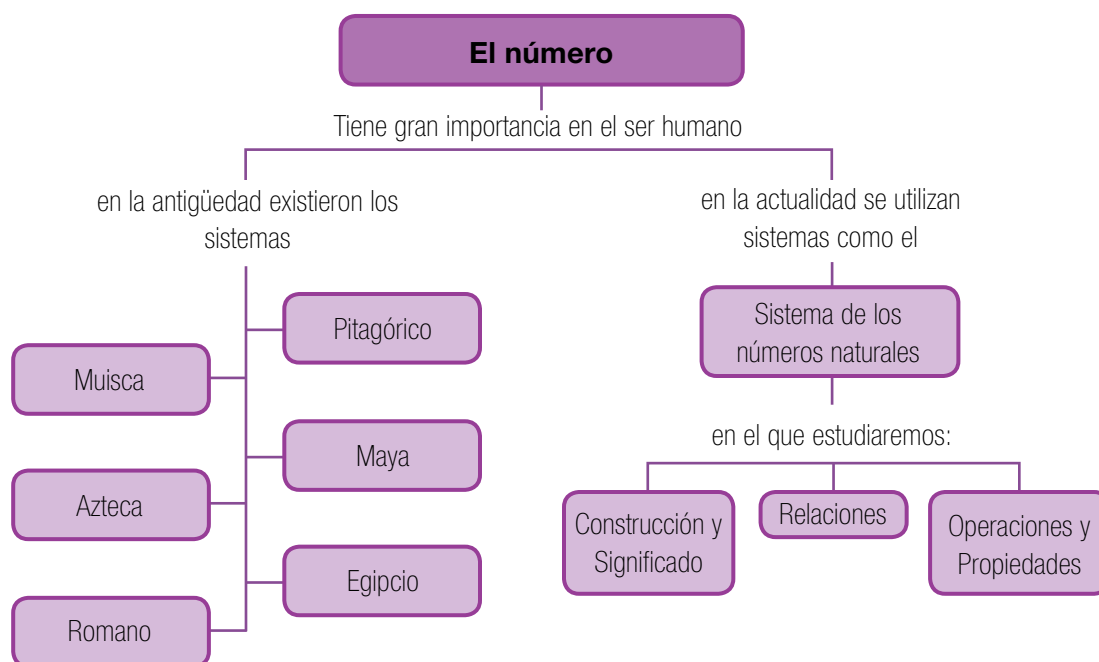 El número
Tiene gran importancia en el ser humano
en la antigüedad existieron los
sistemas
Pitagórico
Muisca
Maya
Azteca
Egipcio
Romano
en la actualidad se utilizan
sistemas como el
Sistema de los
números naturales
en el que estudiaremos:
Construcción y
Significado
Relaciones
Operaciones y
Propiedades